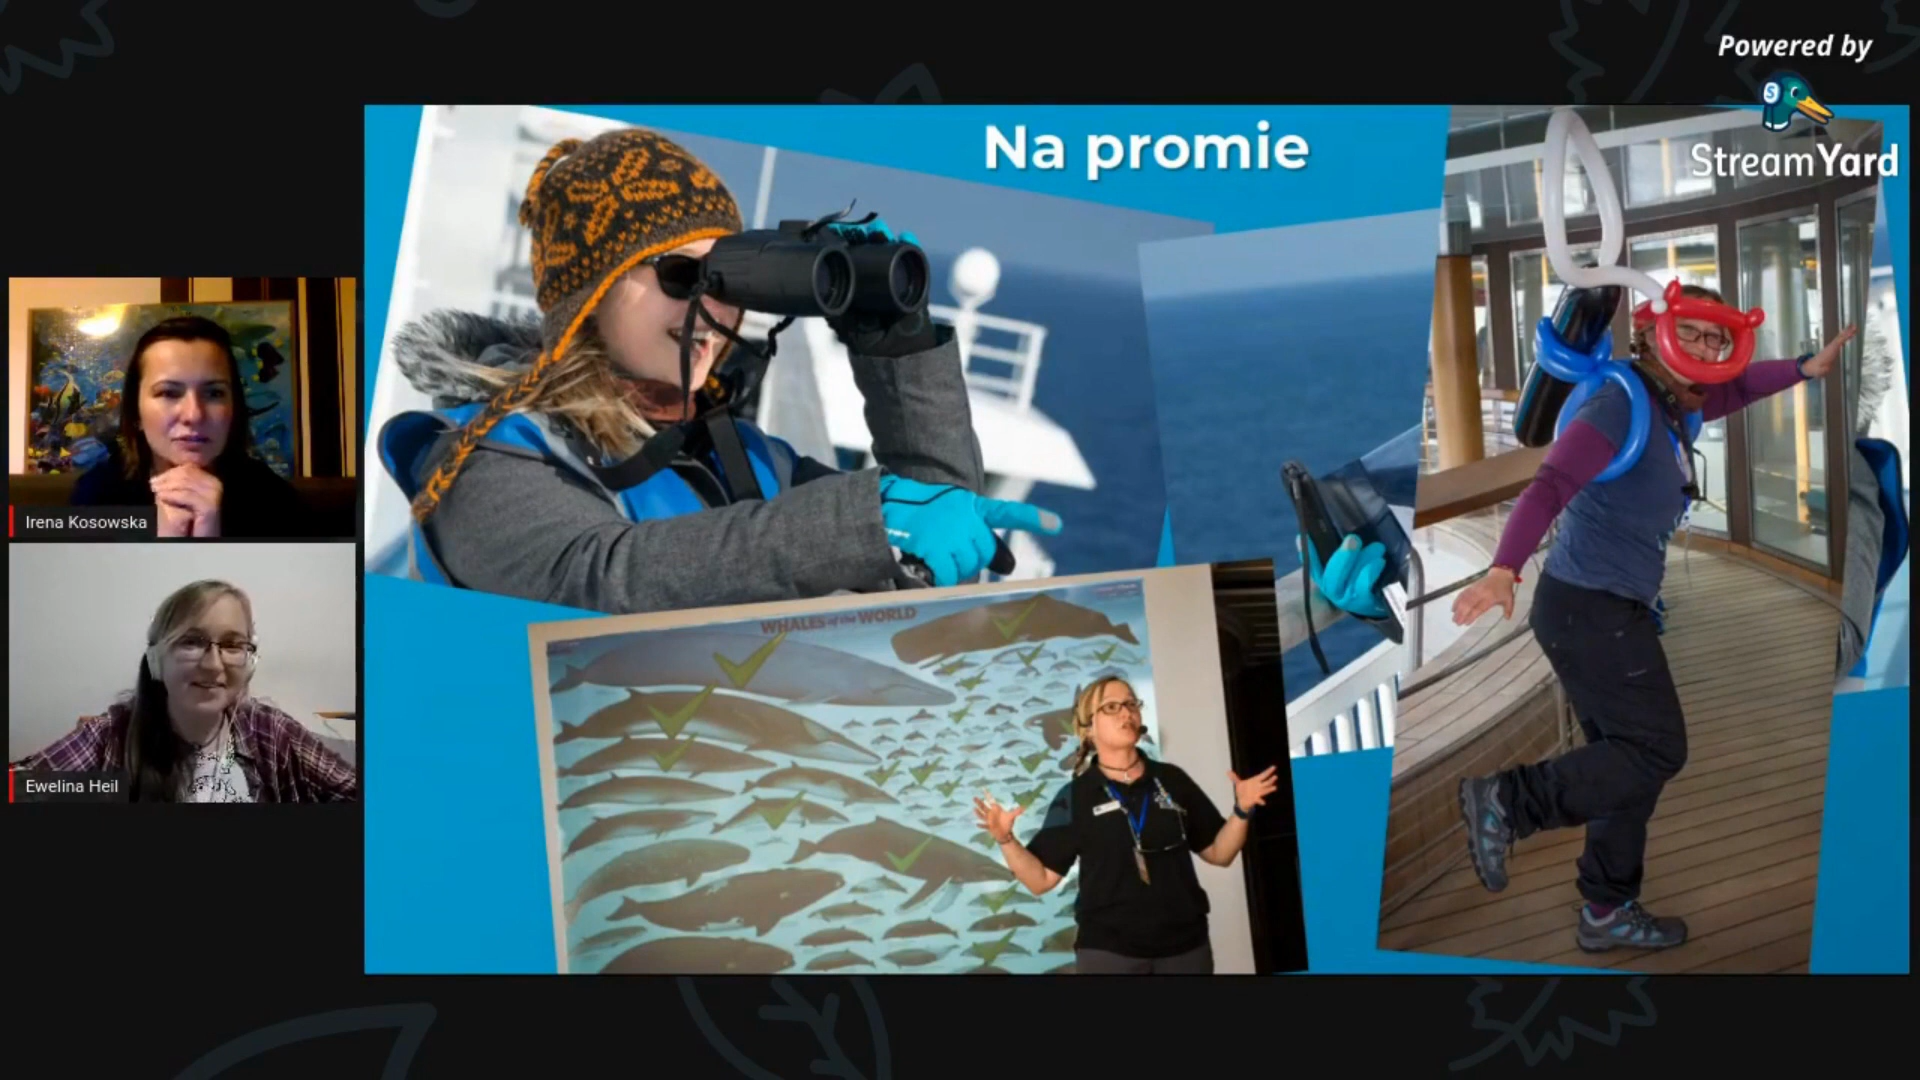 Powered by
StreamYard
Na promie
Irena Kosowska
WHALES of the WORLD
Ewelina Heil